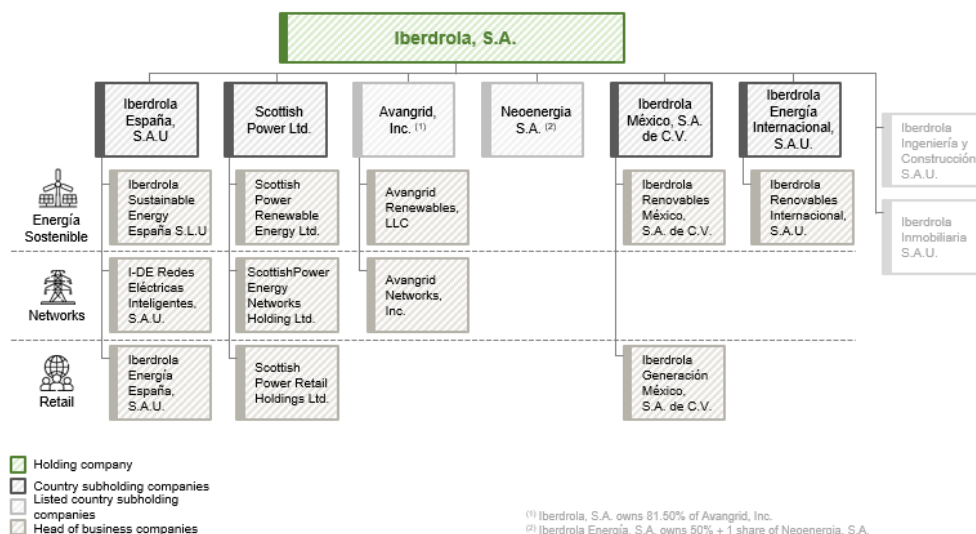 Iberdrola, S.A.
Iberdrola
España,
S.A.U
Scottish
Power Ltd.
Avangrid,
Inc. (1)
Neoenergia
S.A. (2)
Iberdrola
México, S.A.
de C.V.
Iberdrola
Energía
Internacional,
S.A.U.
Iberdrola
Ingeniería y
Construcción
S.A.U.
Iberdrola
Inmobiliaria
S.A.U.
Energía
Sostenible
Iberdrola
Sustainable
Energy
España S.L.U
Scottish
Power
Renewable
Energy Ltd.
Avangrid
Renewables,
LLC
Iberdrola
Renovables
México,
S.A. de C.V.
Iberdrola
Renovables
Internacional,
S.A.U.
Networks
I-DE Redes
Eléctricas
Inteligentes,
S.A.U.
ScottishPower
Energy
Networks
Holding Ltd.
Avangrid
Networks,
Inc.
Retail
Iberdrola
Energía
España,
S.A.U.
Scottish
Power Retail
Holdings Ltd.
Iberdrola
Generación
México,
S.A. de C.V.
Holding company
Country subholding companies
Listed country subholding
companies
Head of business companies
(1) Iberdrola, S.A. owns 81.50% of Avangrid, Inc.
(2) Iberdrola Energía, S.A. owns 50% + 1 share of Neoenergia, S.A.